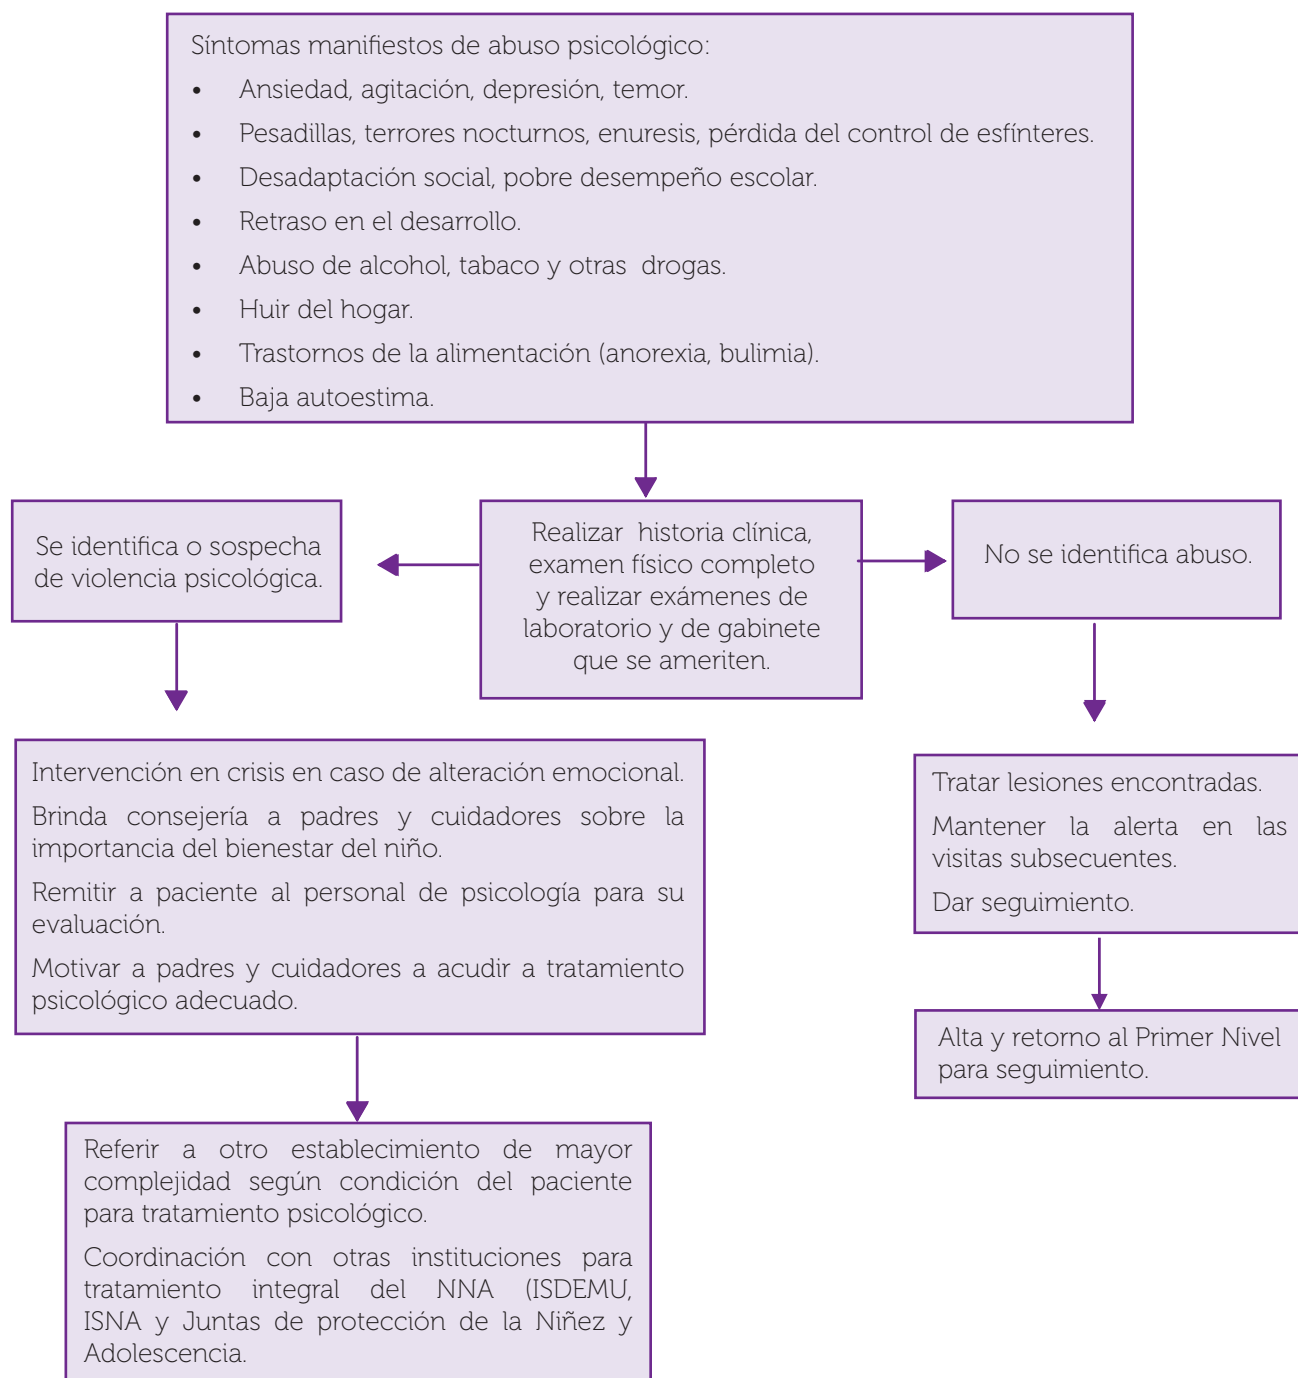 Síntomas manifiestos de abuso psicológico:
• Ansiedad, agitación, depresión, temor.
• Pesadillas, terrores nocturnos, enuresis, pérdida del control de esfínteres.
• Desadaptación social, pobre desempeño escolar.
• Retraso en el desarrollo.
• Abuso de alcohol, tabaco y otras drogas.
• Huir del hogar.
• Trastornos de la alimentación (anorexia, bulimia).
• Baja autoestima.
Se identifica o sospecha
de violencia psicológica.
Realizar historia clínica,
examen físico completo
y realizar exámenes de
laboratorio y de gabinete
que se ameriten.
No se identifica abuso.
Intervención en crisis en caso de alteración emocional.
Brinda consejería a padres y cuidadores sobre la
importancia del bienestar del niño.
Remitir a paciente al personal de psicología para su
evaluación.
Motivar a padres y cuidadores a acudir a tratamiento
psicológico adecuado.
Tratar lesiones encontradas.
Mantener la alerta en las
visitas subsecuentes.
Dar seguimiento.
Alta y retorno al Primer Nivel
para seguimiento.
Referir a otro establecimiento de mayor
complejidad según condición del paciente
para tratamiento psicológico.
Coordinación con otras instituciones para
tratamiento integral del NNA (ISDEMU,
ISNA y Juntas de protección de la Niñez y
Adolescencia.